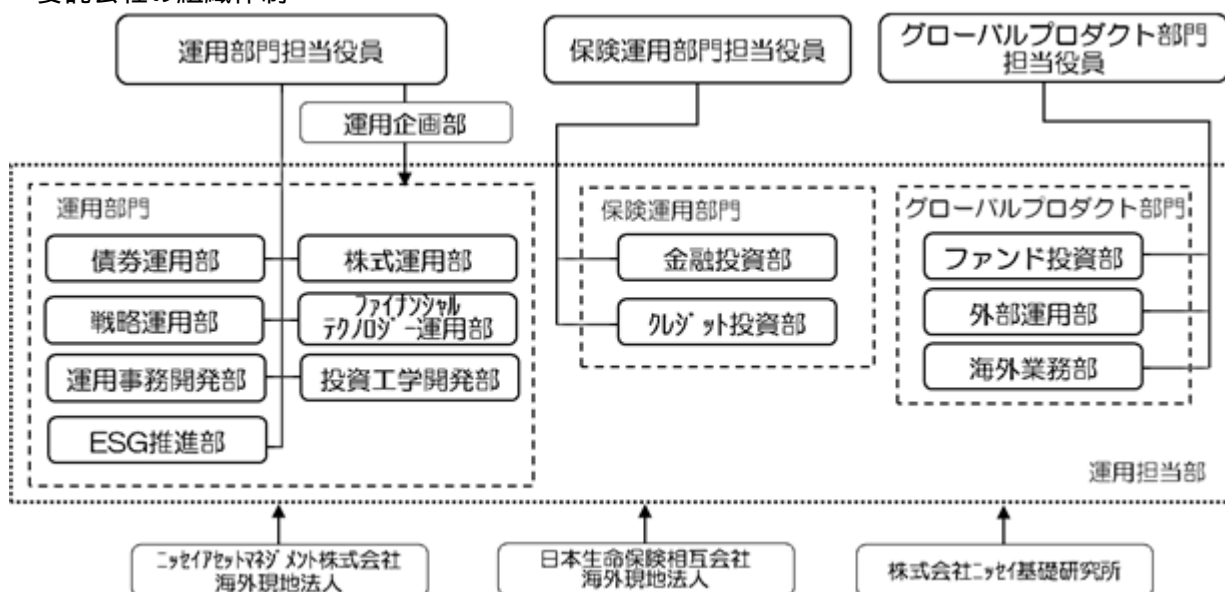 運用部門担当役員
保険運用部門担当役員
グローバルプロダクト部門
担当役員
運用企画部
運用部門
債券運用部
株式運用部
戦略運用部
ファイナンシャル
テクノロジー運用部
運用事務開発部
投資工学開発部
ESG推進部
保険運用部門
金融投資部
クレジット投資部
グローバルプロダクト部門
ファンド投資部
外部運用部
海外業務部
運用担当部
ニッセイアセットマネジメント株式会社
海外現地法人
日本生命保険相互会社
海外現地法人
株式会社ニッセイ基礎研究所